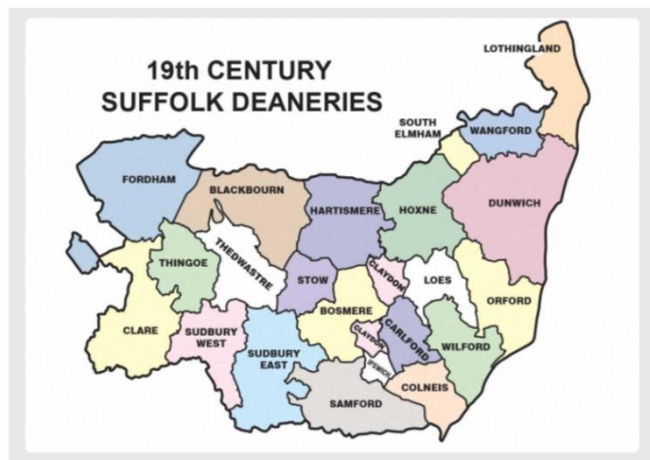 19th CENTURY
SUFFOLK DEANERIES
LOTHINGLAND
SOUTH
ELMHAM
WANGFORD
FORDHAM
BLACKBOURN
HARTISMERE
HOXNE
DUNWICH
THINGOE
THEDWASTRE
STOW
CLAYDON
LOES
ORFORD
BOSMERE
CLARE
SUDBURY
WEST
SUDBURY
EAST
CLAYDON
CARLFORD
WILFORD
IPSWICH
COLNEIS
SAMFORD